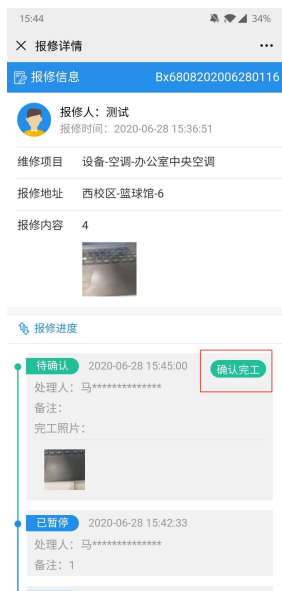 15:44 34%
报修详情
报修信息 Bx6808202006280116
报修人：测试
报修时间：2020-06-28 15:36:51
维修项目 设备-空调-办公室中央空调
报修地址 西校区-篮球馆-6
报修内容 4
报修进度
待确认 2020-06-28 15:45:00 确认完工
处理人：马**************
备注：
完工照片：
已暂停 2020-06-28 15:42:33
处理人：马**************
备注：1